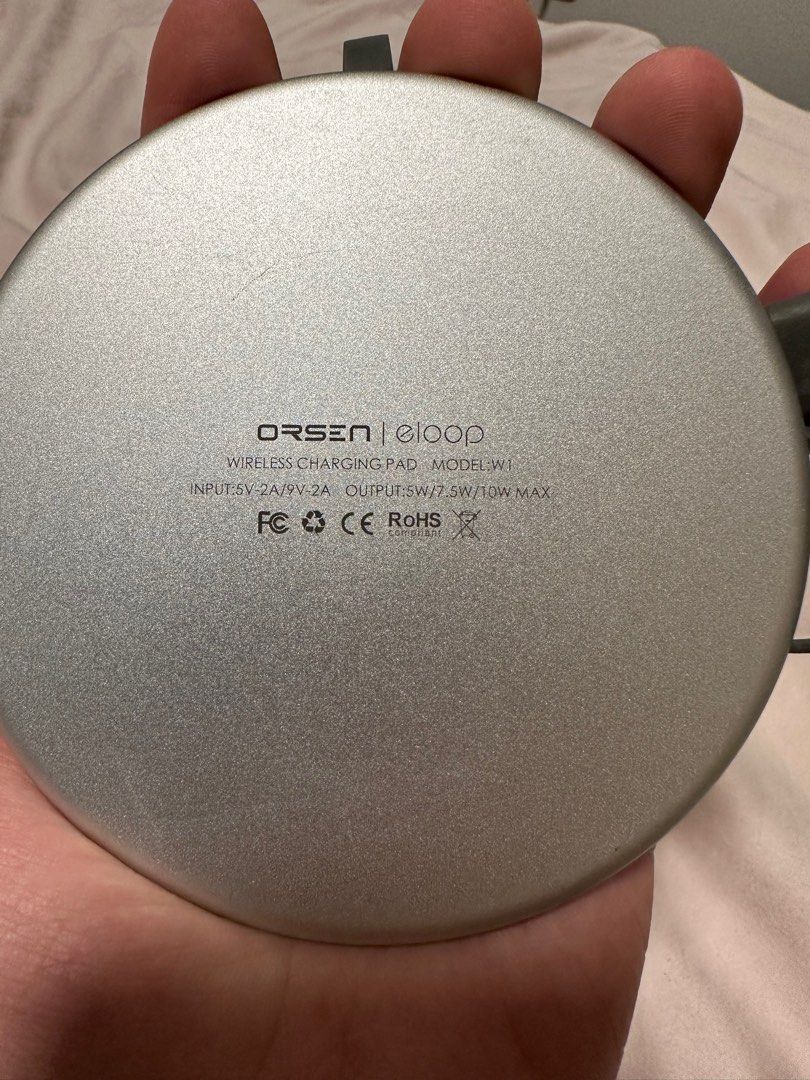 ORSEN | eloop
WIRELESS CHARGING PAD MODEL:W1
INPUT:5V-2A/9V-2A OUTPUT:5W/7.5W/10W MAX
FC CE RoHS
compliant